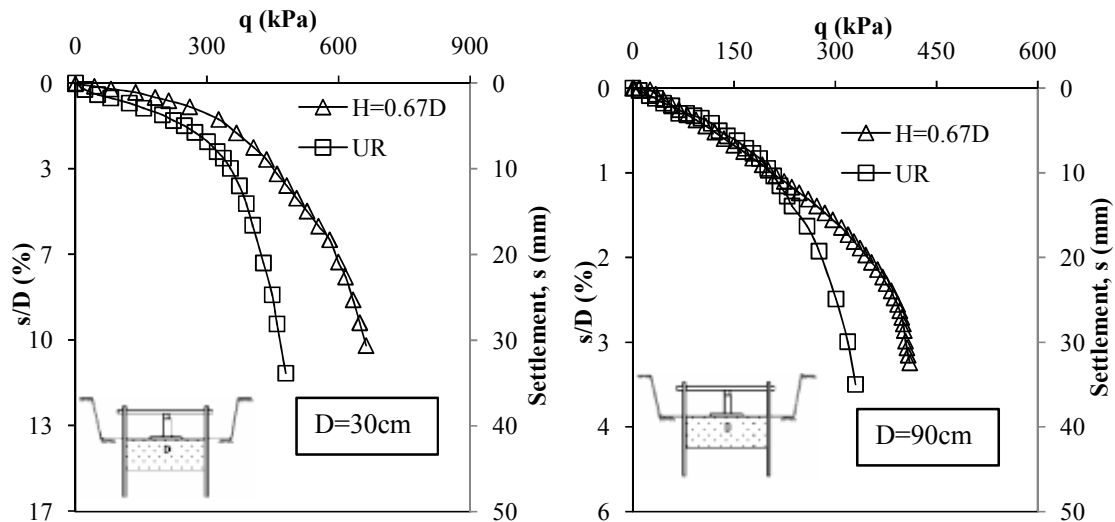 q (kPa)
0 300 600 900
0
3
7
10
13
17
s/D (%)
0
10
20
30
40
50
Settlement, s (mm)
H=0.67D
UR
D
D=30cm
q (kPa)
0 150 300 450 600
0
1
2
3
4
6
s/D (%)
0
10
20
30
40
50
Settlement, s (mm)
H=0.67D
UR
D
D=90cm